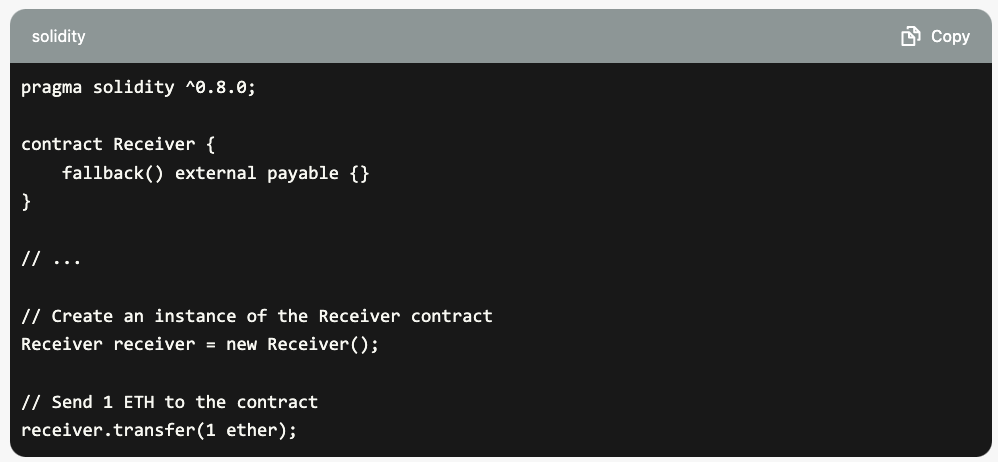 solidity
Copy
pragma solidity ^0.8.0;
contract Receiver {
    fallback() external payable {}
}
// ...
// Create an instance of the Receiver contract
Receiver receiver = new Receiver();
// Send 1 ETH to the contract
receiver.transfer(1 ether);